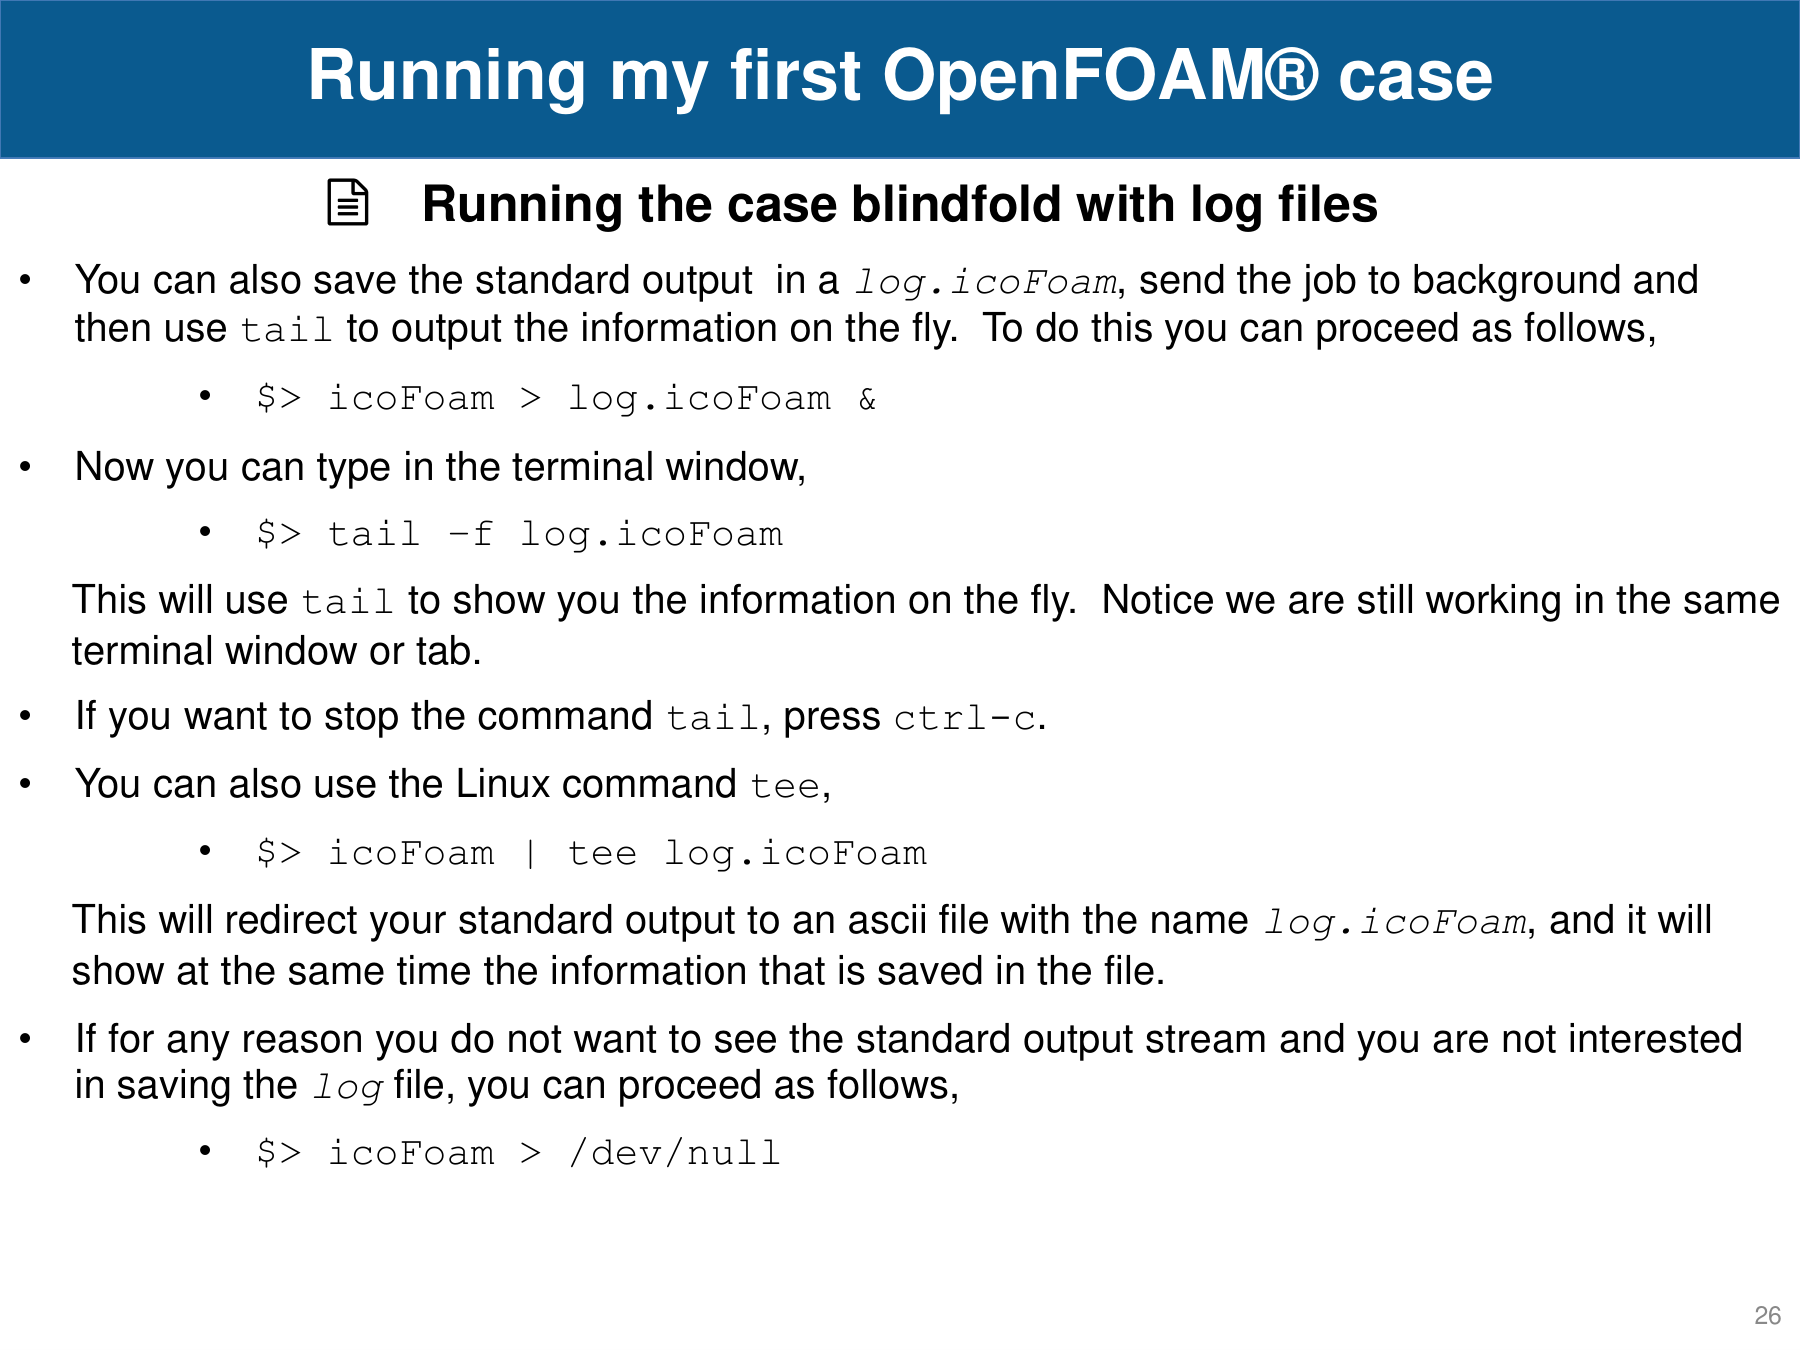 Running my first OpenFOAM® case
Running the case blindfold with log files
• You can also save the standard output  in a log.icoFoam, send the job to background and
then use tail to output the information on the fly.  To do this you can proceed as follows,
• $> icoFoam > log.icoFoam &
• Now you can type in the terminal window,
• $> tail –f log.icoFoam
This will use tail to show you the information on the fly.  Notice we are still working in the same
terminal window or tab.
• If you want to stop the command tail, press ctrl-c.
• You can also use the Linux command tee,
• $> icoFoam | tee log.icoFoam
This will redirect your standard output to an ascii file with the name log.icoFoam, and it will
show at the same time the information that is saved in the file.
• If for any reason you do not want to see the standard output stream and you are not interested
in saving the log file, you can proceed as follows,
• $> icoFoam > /dev/null
26